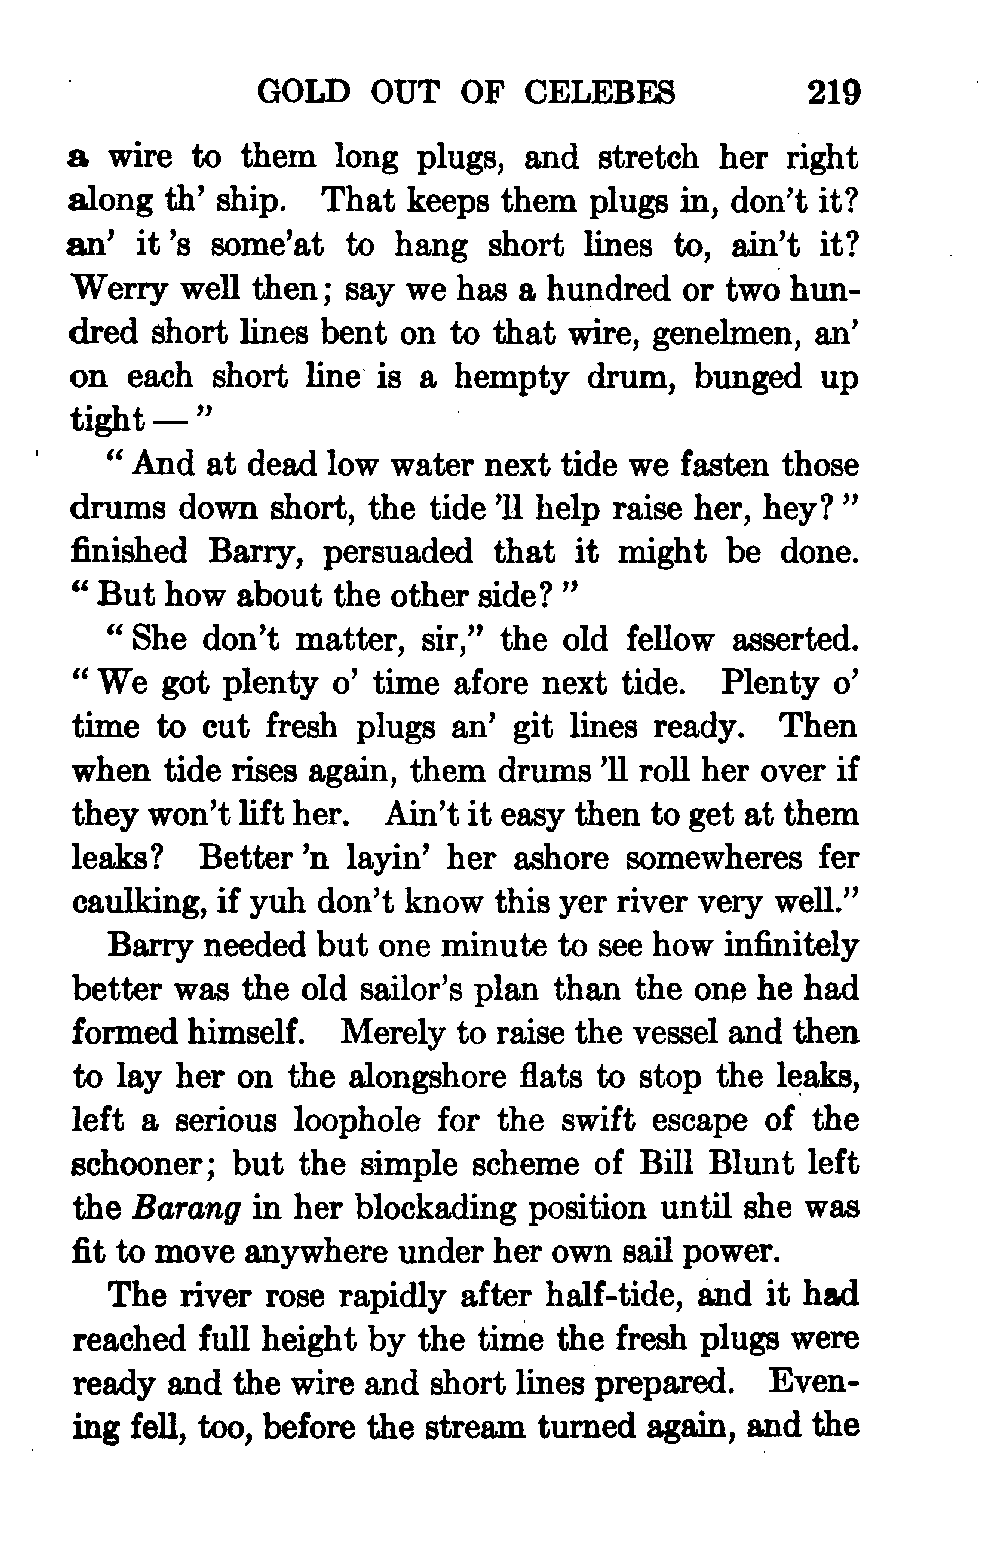 GOLD OUT OF CELEBES 219
a wire to them long plugs, and stretch her right
along th' ship. That keeps them plugs in, don't it?
an' it 's some'at to hang short lines to, ain't it?
Werry well then; say we has a hundred or two hun-
dred short lines bent on to that wire, genelmen, an'
on each short line is a hempty drum, bunged up
tight — "
" And at dead low water next tide we fasten those
drums down short, the tide 'll help raise her, hey? "
finished Barry, persuaded that it might be done.
" But how about the other side? "
" She don't matter, sir," the old fellow asserted.
" We got plenty o' time afore next tide. Plenty o'
time to cut fresh plugs an' git lines ready. Then
when tide rises again, them drums 'll roll her over if
they won't lift her. Ain't it easy then to get at them
leaks? Better 'n layin' her ashore somewheres fer
caulking, if yuh don't know this yer river very well."
Barry needed but one minute to see how infinitely
better was the old sailor's plan than the one he had
formed himself. Merely to raise the vessel and then
to lay her on the alongshore flats to stop the leaks,
left a serious loophole for the swift escape of the
schooner; but the simple scheme of Bill Blunt left
the Barang in her blockading position until she was
fit to move anywhere under her own sail power.
The river rose rapidly after half-tide, and it had
reached full height by the time the fresh plugs were
ready and the wire and short lines prepared. Even-
ing fell, too, before the stream turned again, and the